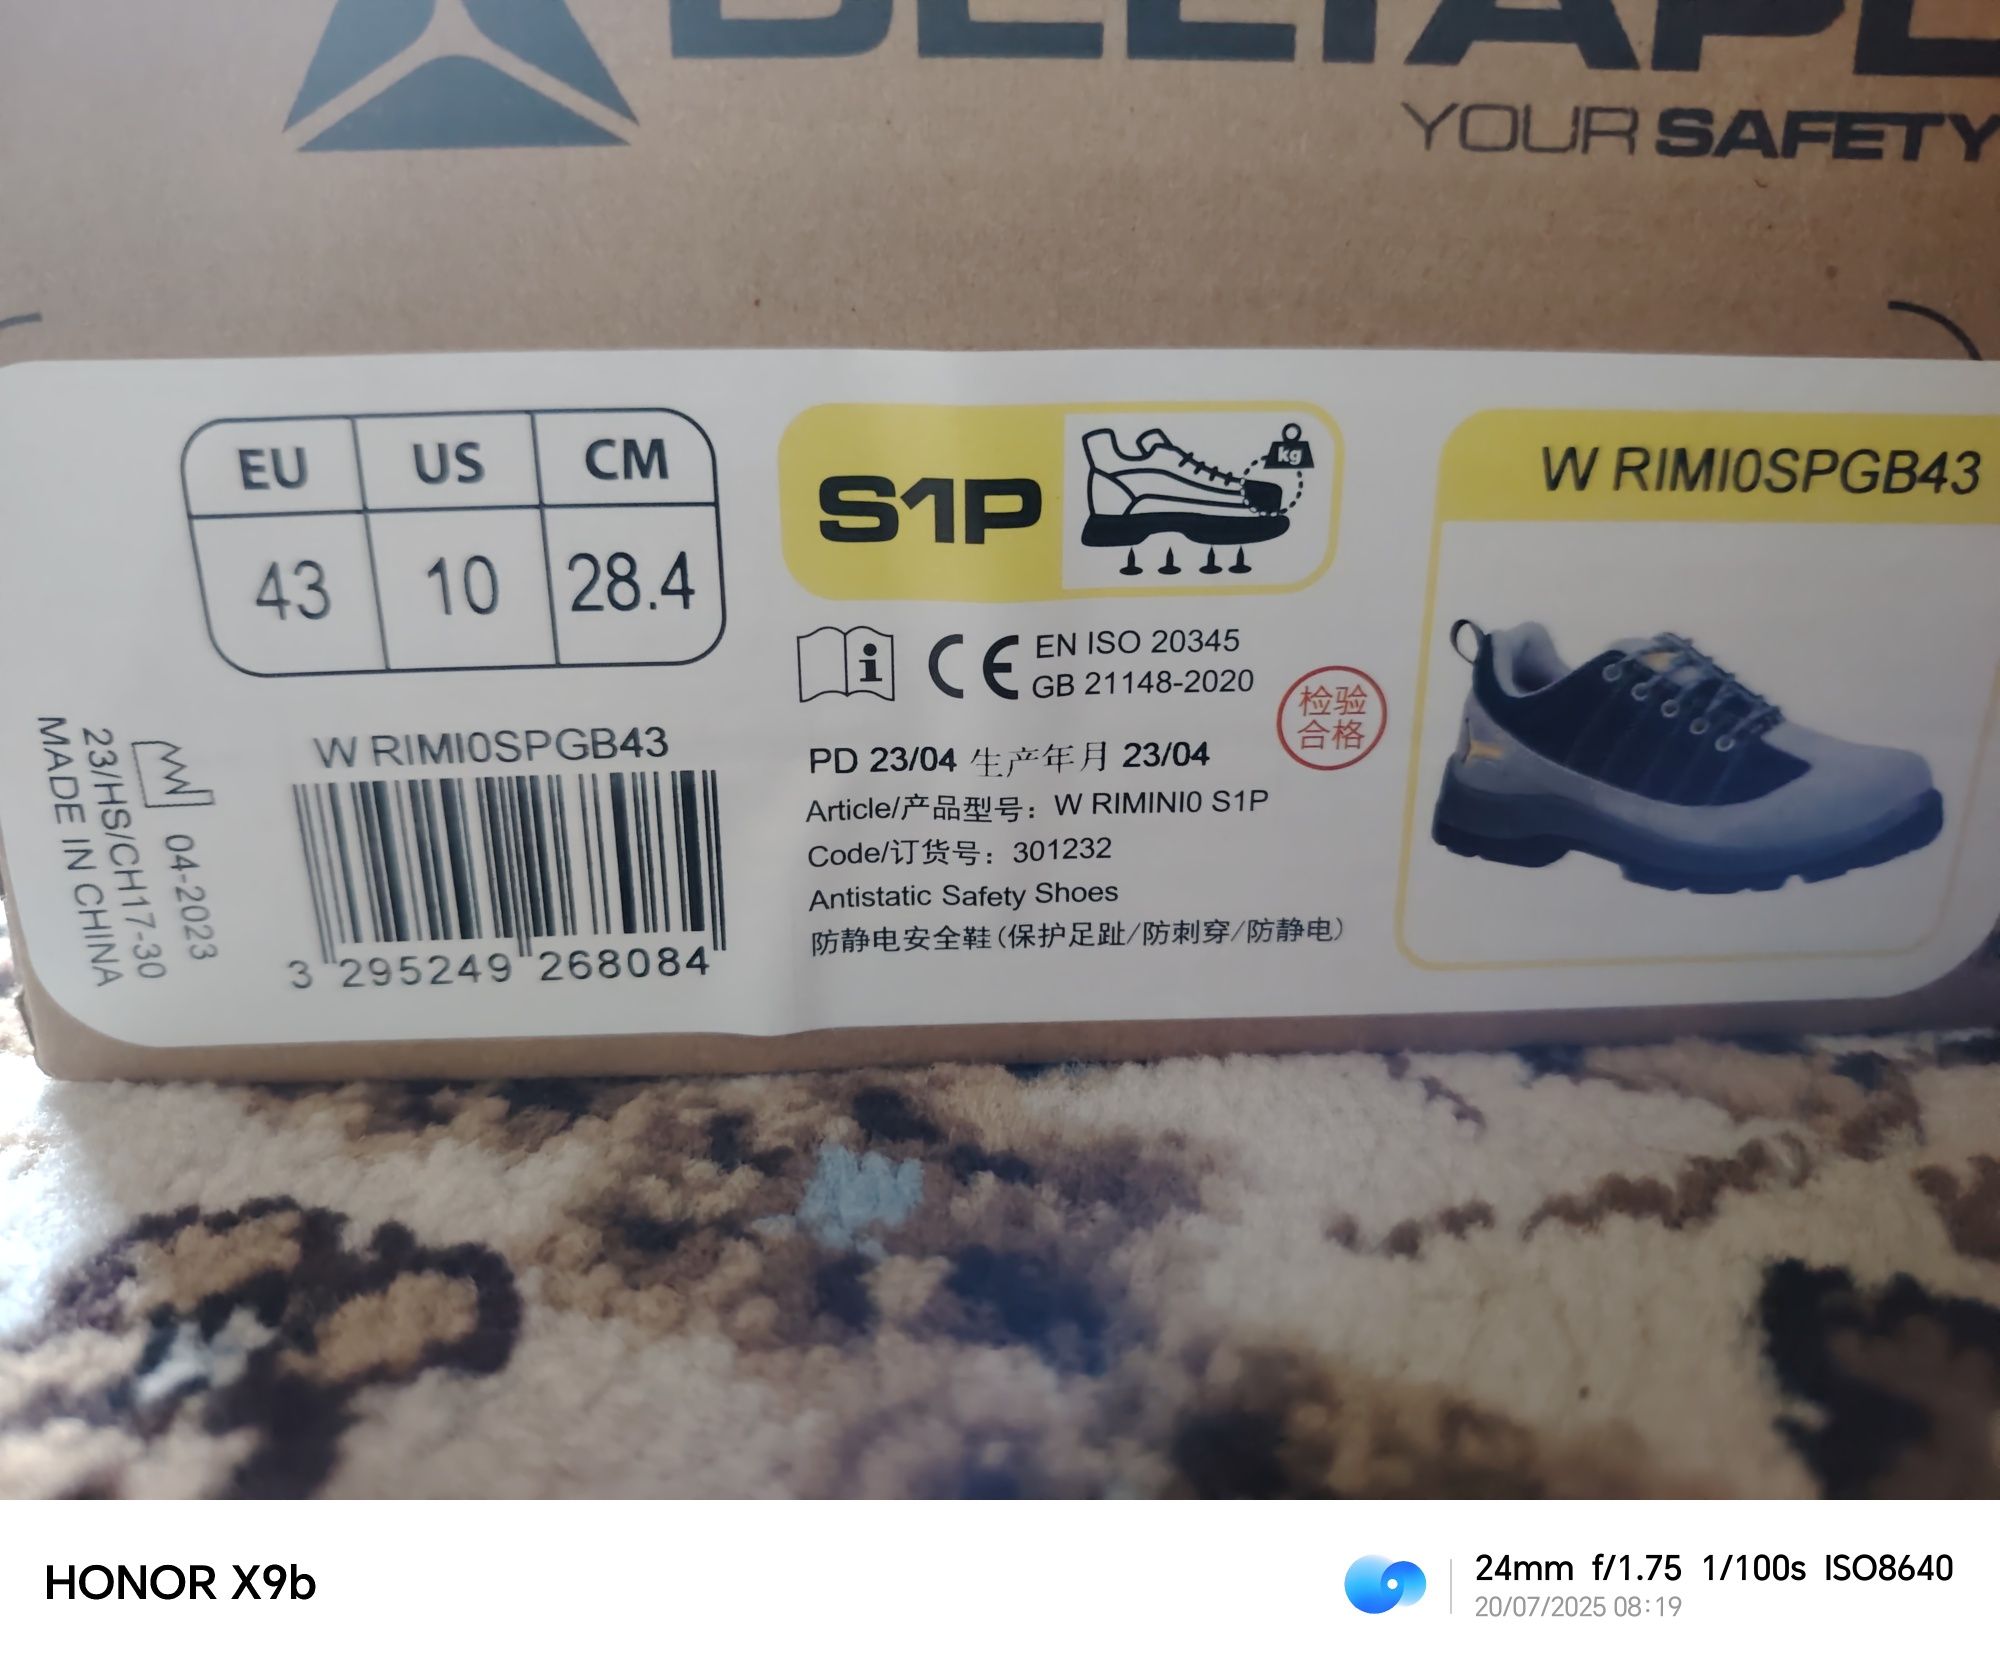 DELTAPL
YOUR SAFETY
EU US CM
43 10 28.4
S1P
kg
W RIMI0SPGB43
EN ISO 20345
GB 21148-2020
检验
合格
W RIMI0SPGB43
3 295249 268084
PD 23/04 生产年月 23/04
Article/产品型号: W RIMINI0 S1P
Code/订货号: 301232
Antistatic Safety Shoes
防静电安全鞋(保护足趾/防刺穿/防静电)
04-2023
23/HS/CH17-30
MADE IN CHINA
HONOR X9b
24mm f/1.75 1/100s ISO8640
20/07/2025 08:19